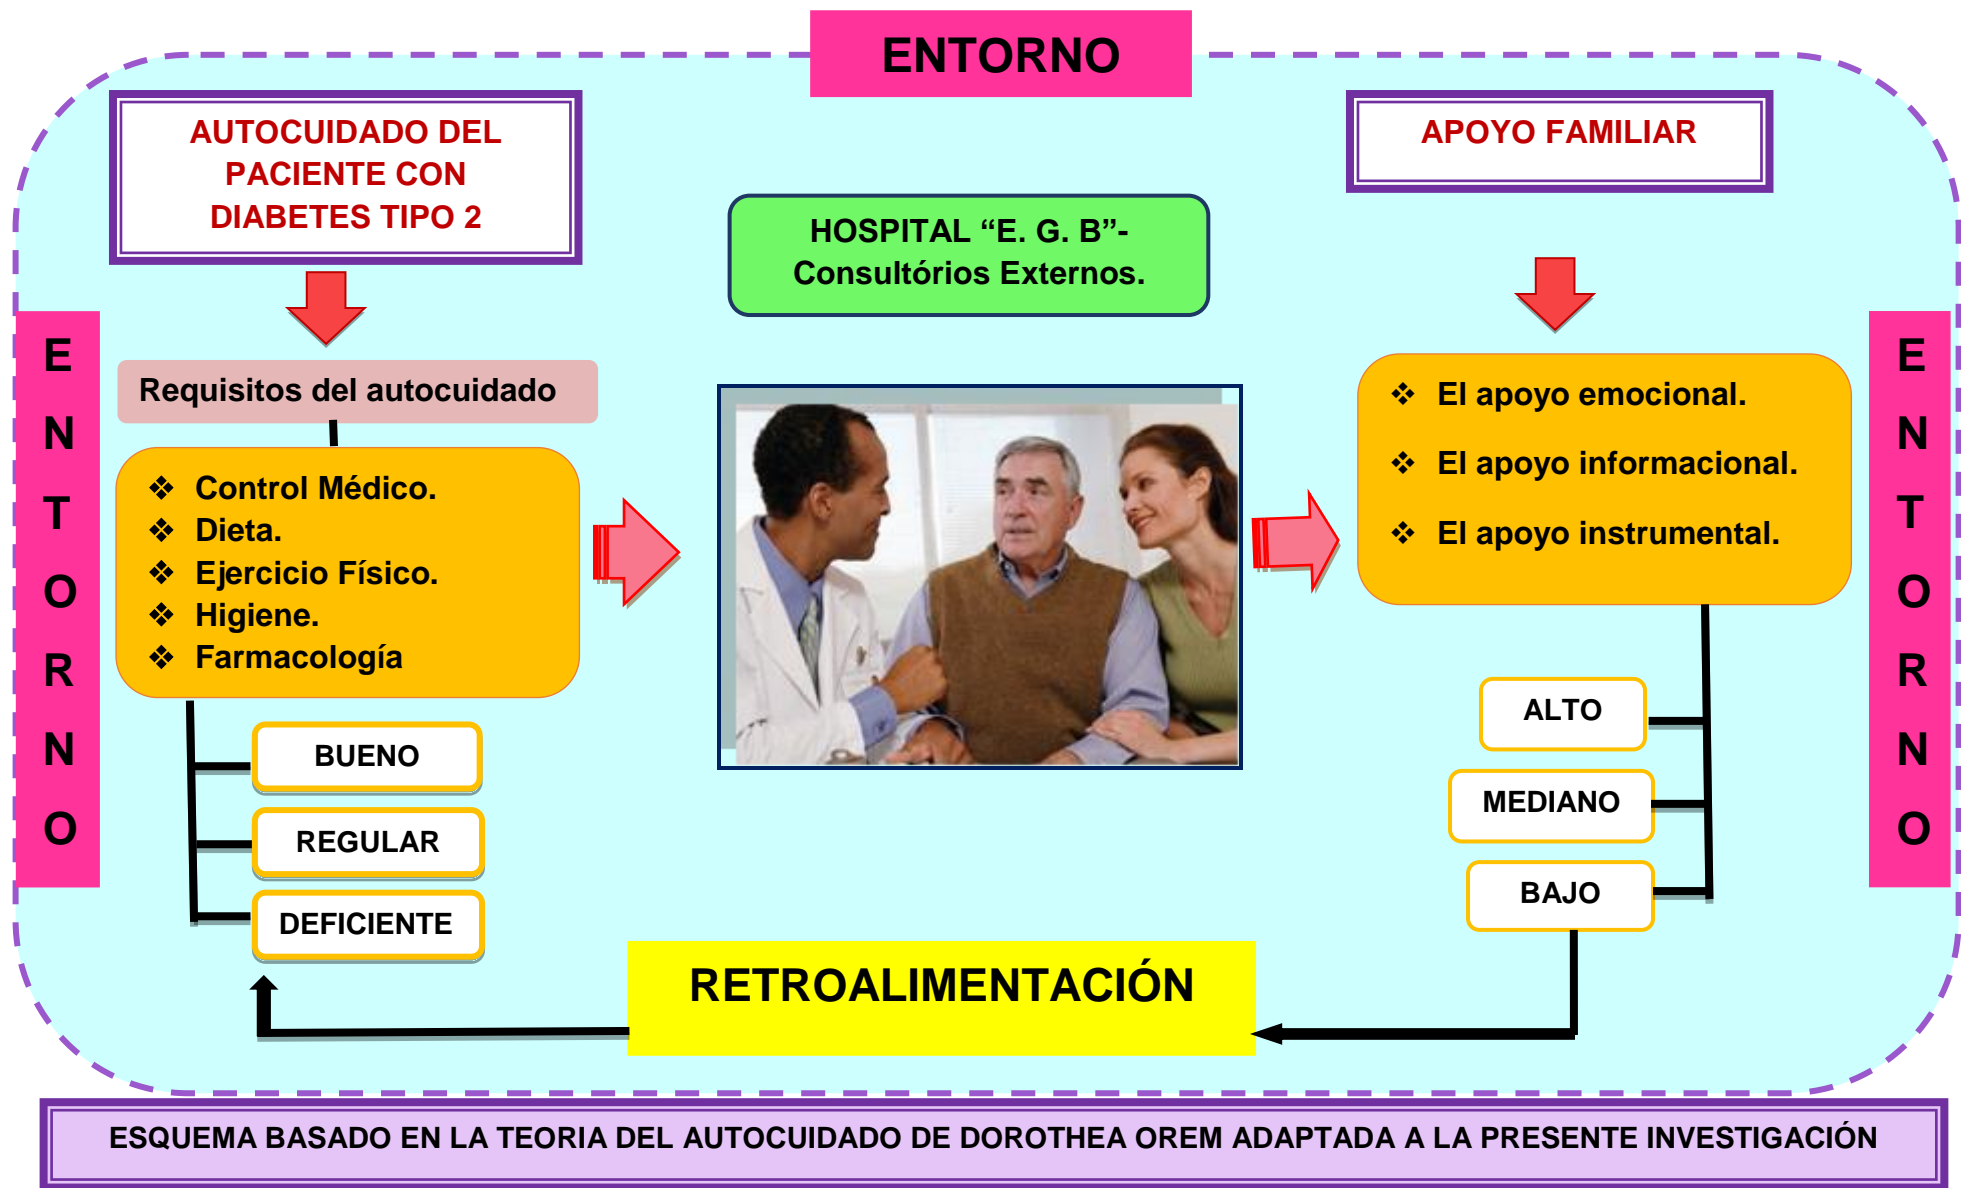 ENTORNO
AUTOCUIDADO DEL
PACIENTE CON
DIABETES TIPO 2
APOYO FAMILIAR
HOSPITAL “E. G. B”-
Consultórios Externos.
E
N
T
O
R
N
O
Requisitos del autocuidado
❖ Control Médico.
❖ Dieta.
❖ Ejercicio Físico.
❖ Higiene.
❖ Farmacología
BUENO
REGULAR
DEFICIENTE
❖ El apoyo emocional.
❖ El apoyo informacional.
❖ El apoyo instrumental.
ALTO
MEDIANO
BAJO
E
N
T
O
R
N
O
RETROALIMENTACIÓN
ESQUEMA BASADO EN LA TEORIA DEL AUTOCUIDADO DE DOROTHEA OREM ADAPTADA A LA PRESENTE INVESTIGACIÓN